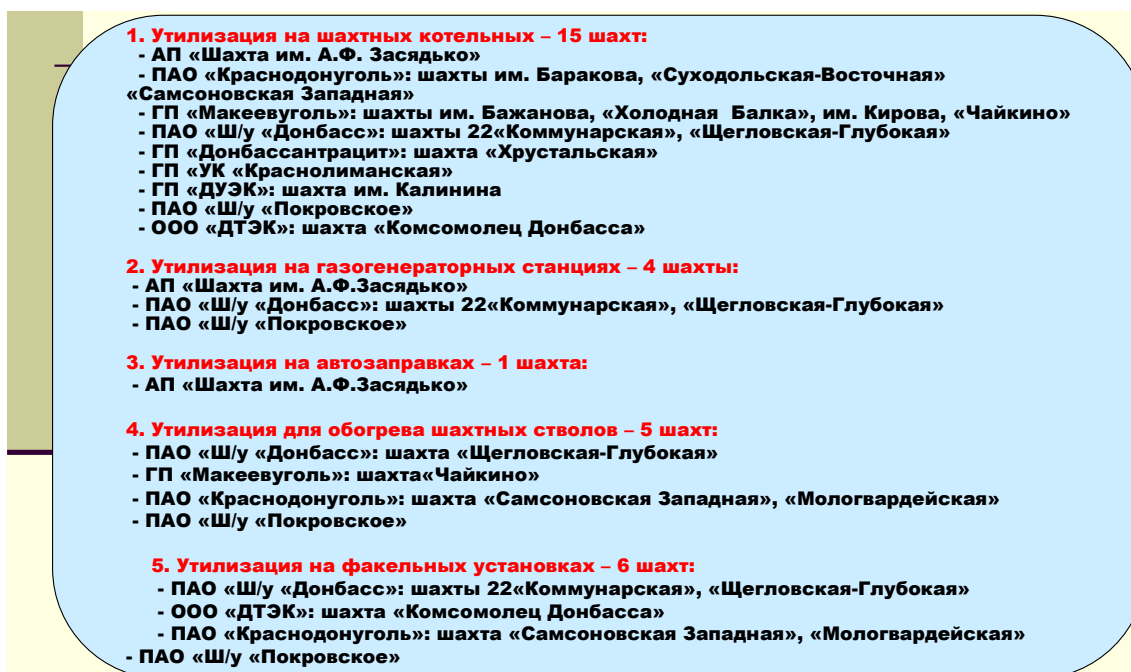 1. Утилизация на шахтных котельных – 15 шахт:
- АП «Шахта им. А.Ф. Засядько»
- ПАО «Краснодонуголь»: шахты им. Баракова, «Суходольская-Восточная»
«Самсоновская Западная»
- ГП «Макеевуголь»: шахты им. Бажанова, «Холодная Балка», им. Кирова, «Чайкино»
- ПАО «Ш/у «Донбасс»: шахты 22«Коммунарская», «Щегловская-Глубокая»
- ГП «Донбассантрацит»: шахта «Хрустальская»
- ГП «УК «Краснолиманская»
- ГП «ДУЭК»: шахта им. Калинина
- ПАО «Ш/у «Покровское»
- ООО «ДТЭК»: шахта «Комсомолец Донбасса»
2. Утилизация на газогенераторных станциях – 4 шахты:
- АП «Шахта им. А.Ф.Засядько»
- ПАО «Ш/у «Донбасс»: шахты 22«Коммунарская», «Щегловская-Глубокая»
- ПАО «Ш/у «Покровское»
3. Утилизация на автозаправках – 1 шахта:
- АП «Шахта им. А.Ф.Засядько»
4. Утилизация для обогрева шахтных стволов – 5 шахт:
- ПАО «Ш/у «Донбасс»: шахта «Щегловская-Глубокая»
- ГП «Макеевуголь»: шахта«Чайкино»
- ПАО «Краснодонуголь»: шахта «Самсоновская Западная», «Мологвардейская»
- ПАО «Ш/у «Покровское»
5. Утилизация на факельных установках – 6 шахт:
- ПАО «Ш/у «Донбасс»: шахты 22«Коммунарская», «Щегловская-Глубокая»
- ООО «ДТЭК»: шахта «Комсомолец Донбасса»
- ПАО «Краснодонуголь»: шахта «Самсоновская Западная», «Мологвардейская»
- ПАО «Ш/у «Покровское»